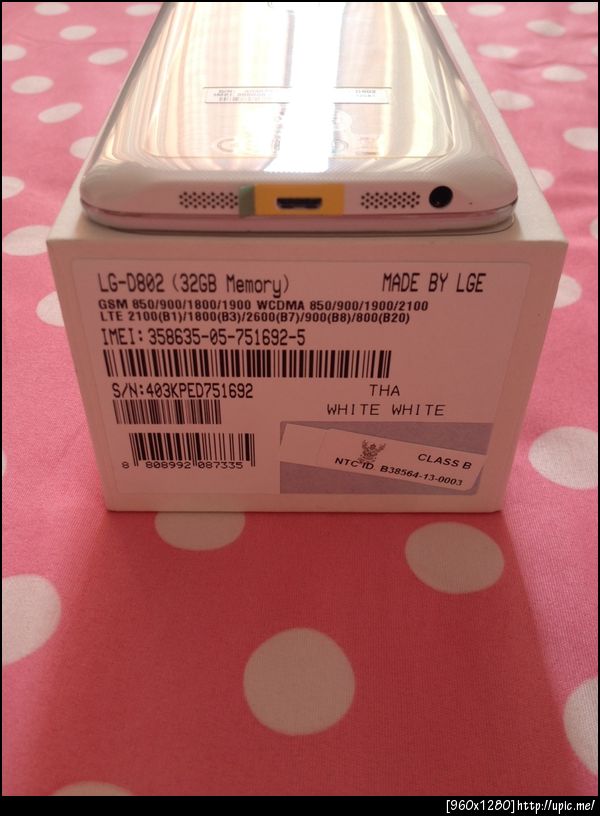 LG-D802 (32GB Memory) MADE BY LGE
GSM 850/900/1800/1900 WCDMA 850/900/1900/2100
LTE 2100(B1)/1800(B3)/2600(B7)/900(B8)/800(B20)
IMEI: 358635-05-751692-5
S/N:403KPED751692
THA
WHITE WHITE
8 808992 087335
CLASS B
NTC ID. B38564-13-0003
[960x1280]http://upic.me/